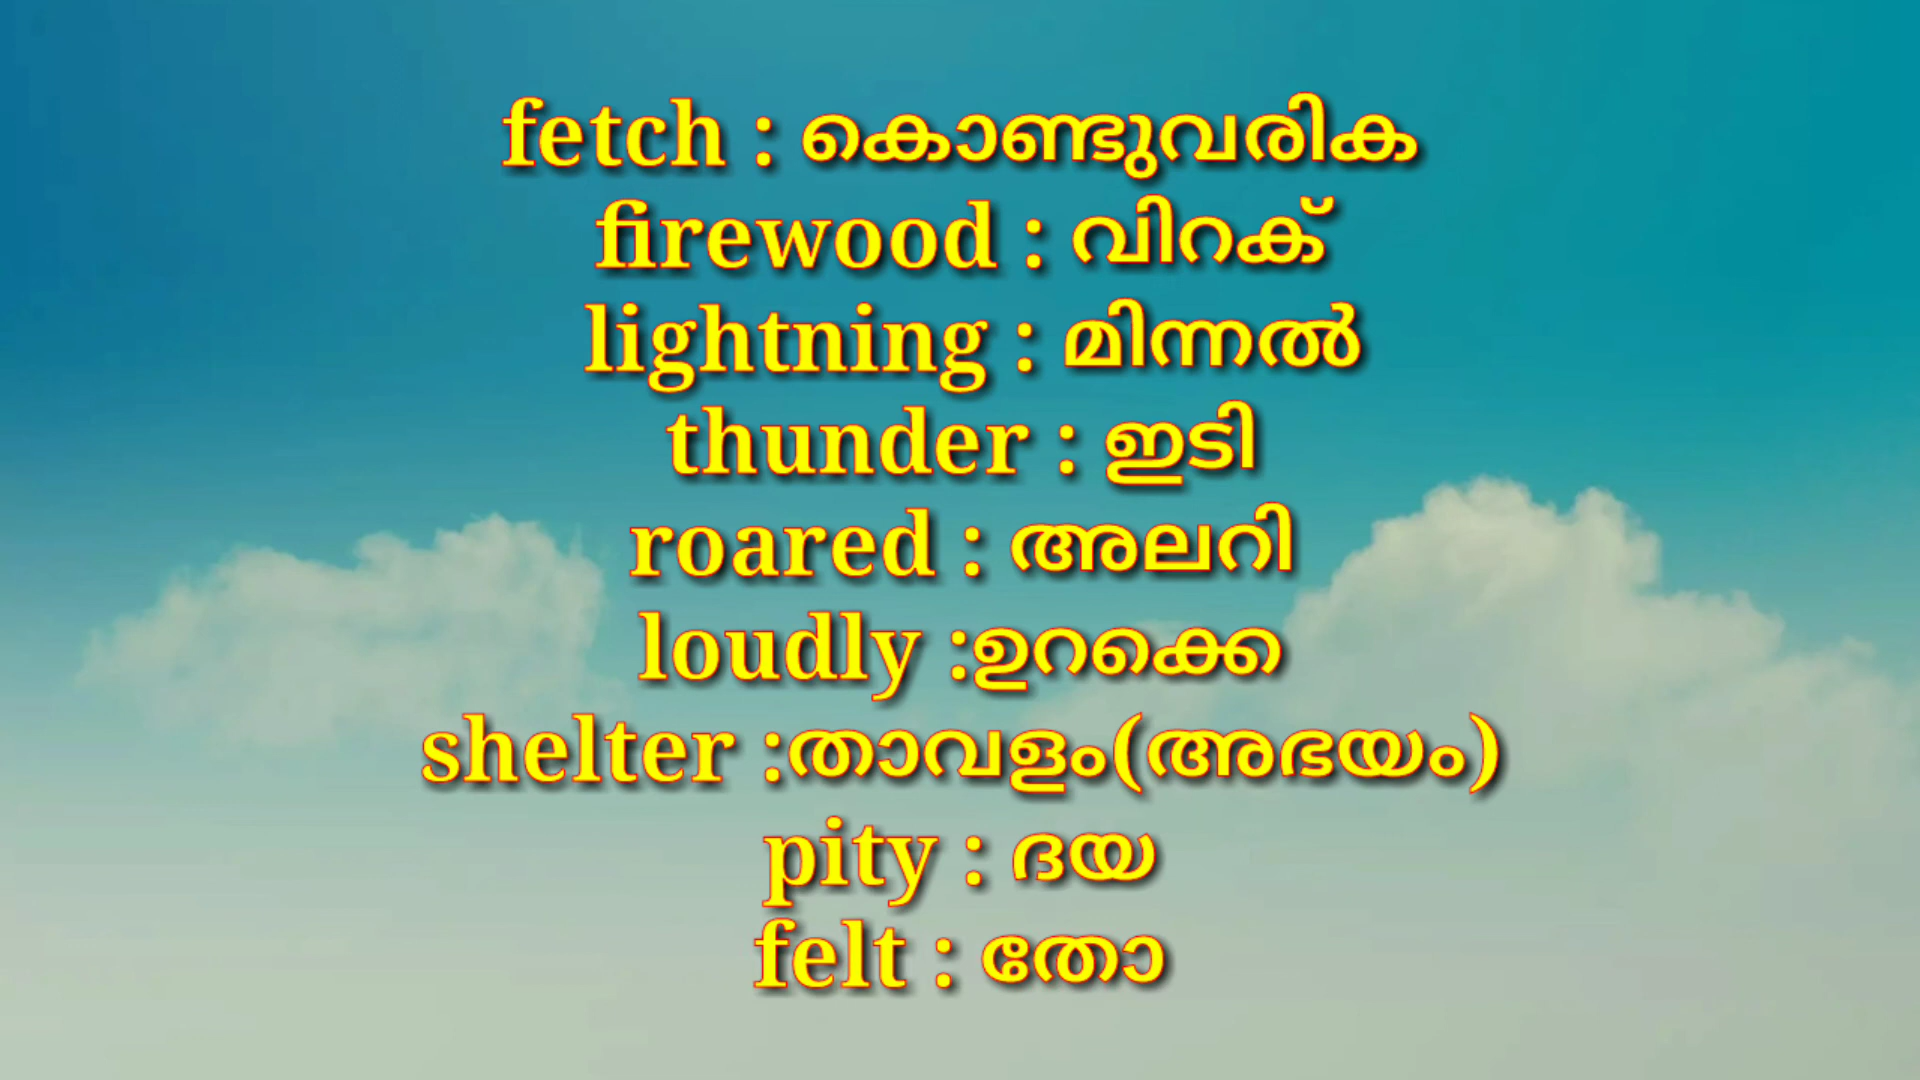 fetch : കൊണ്ടുവരിക
firewood : വിറക്
lightning : മിന്നൽ
thunder : ഇടി
roared : അലറി
loudly :ഉറക്കെ
shelter :താവളം(അഭയം)
pity : ദയ
felt : തോ